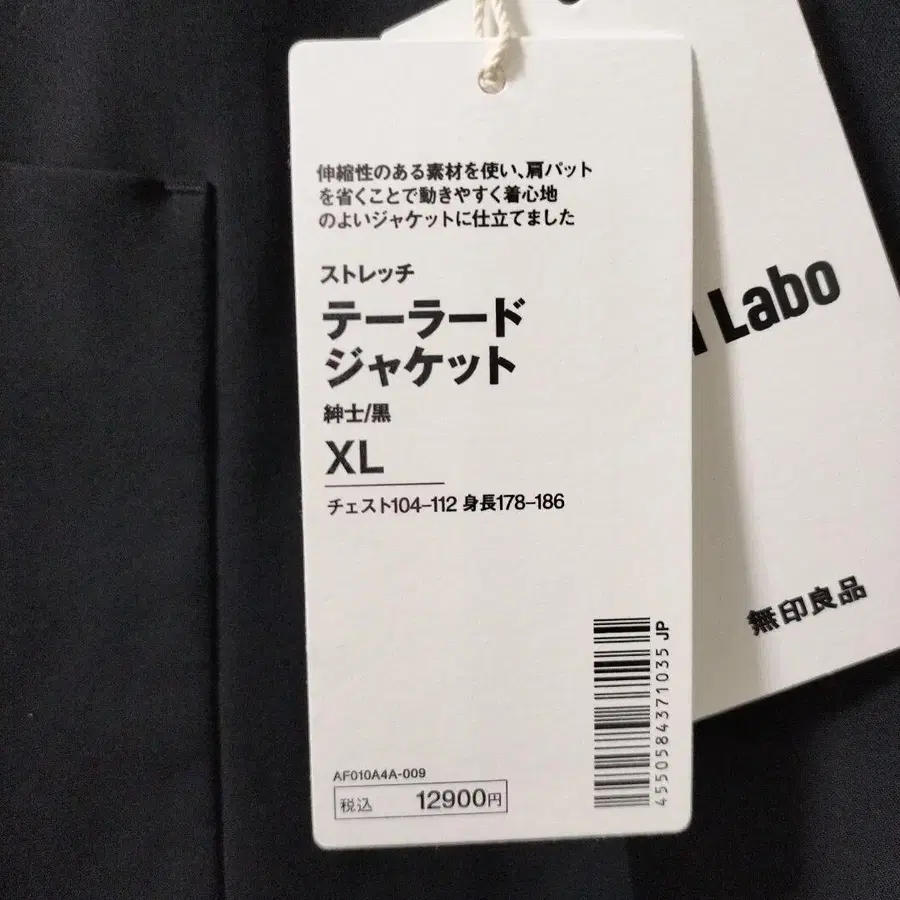 伸縮性のある素材を使い、肩パット
を省くことで動きやすく着心地
のよいジャケットに仕立てました
ストレッチ
テーラード
ジャケット
紳士/黒
XL
チェスト104-112 身長178-186
4550584371035 JP
AF010A4A-009
税込 12900円
Labo
無印良品